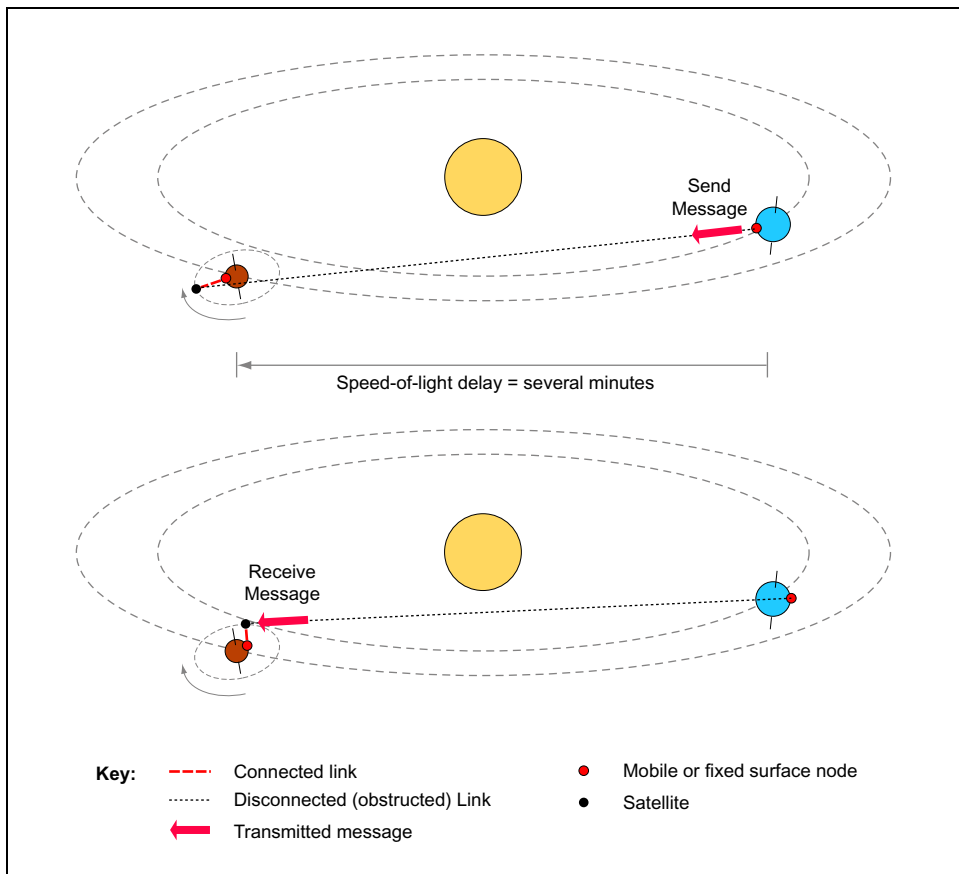 Send
Message
Speed-of-light delay = several minutes
Receive
Message
Key:
Connected link
Disconnected (obstructed) Link
Transmitted message
Mobile or fixed surface node
Satellite